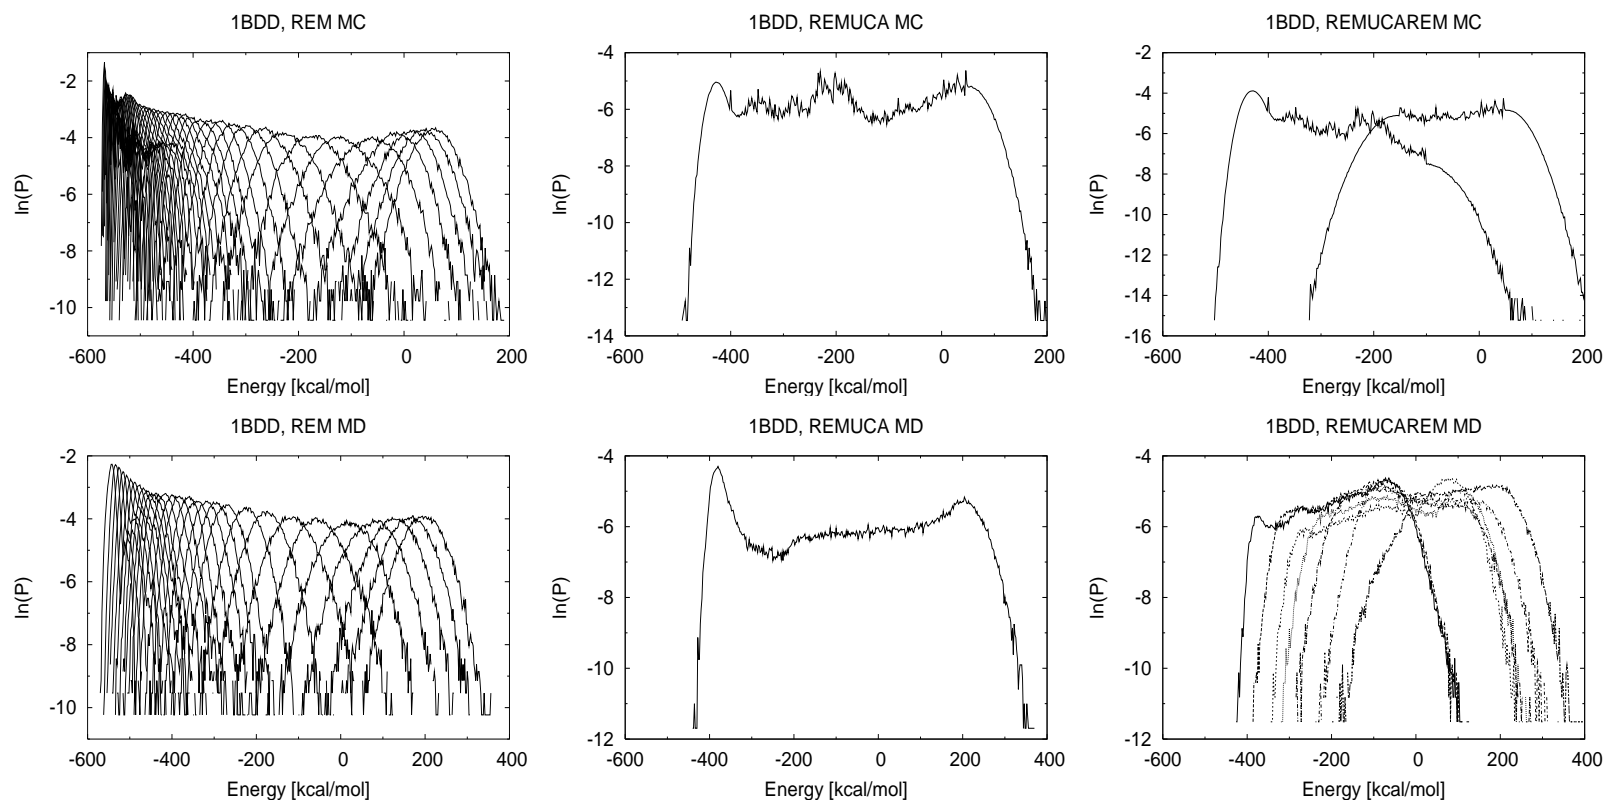 1BDD, REM MC
1BDD, REMUCA MC
1BDD, REMUCAREM MC
ln(P)
-2
-4
-6
-8
-10
-600 -400 -200 0 200
Energy [kcal/mol]
ln(P)
-4
-6
-8
-10
-12
-14
-600 -400 -200 0 200
Energy [kcal/mol]
ln(P)
-2
-4
-6
-8
-10
-12
-14
-16
-600 -400 -200 0 200
Energy [kcal/mol]
1BDD, REM MD
1BDD, REMUCA MD
1BDD, REMUCAREM MD
ln(P)
-2
-4
-6
-8
-10
-600 -400 -200 0 200 400
Energy [kcal/mol]
ln(P)
-4
-6
-8
-10
-12
-600 -400 -200 0 200 400
Energy [kcal/mol]
ln(P)
-4
-6
-8
-10
-12
-600 -400 -200 0 200 400
Energy [kcal/mol]